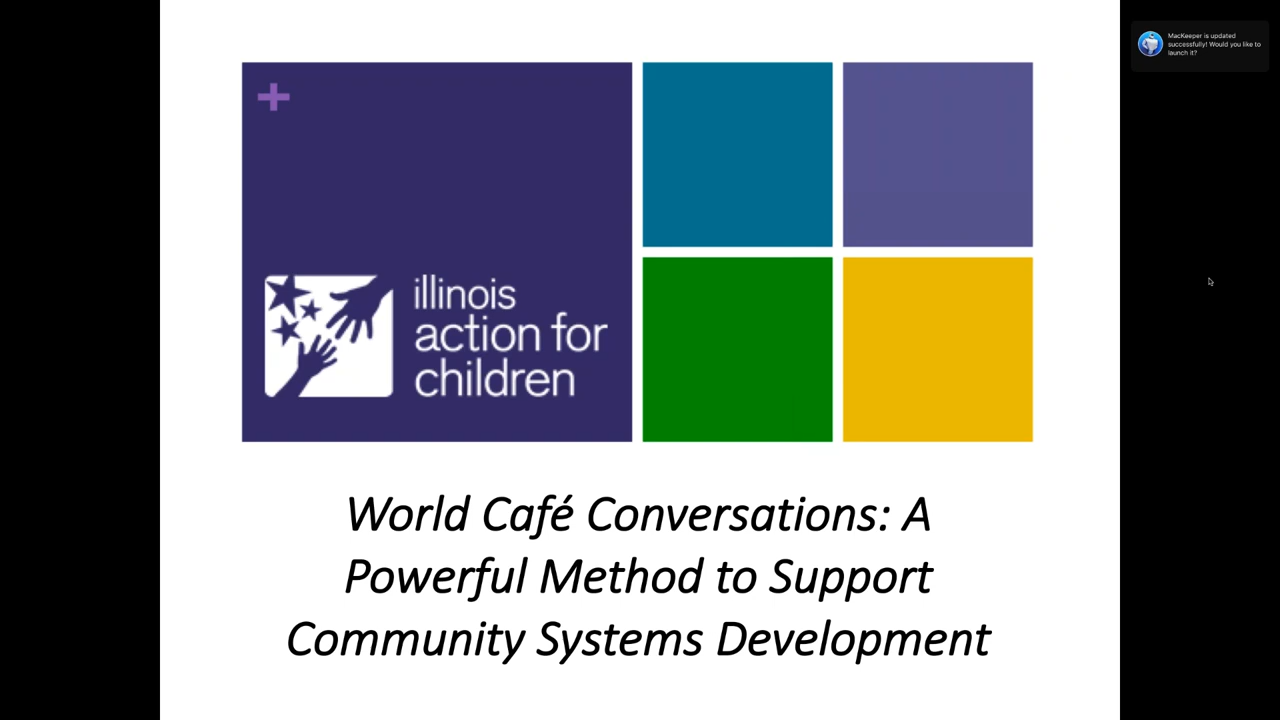 +
illinois
action for
children
World Café Conversations: A
Powerful Method to Support
Community Systems Development
MacKeeper is updated
successfully! Would you like to
launch it?